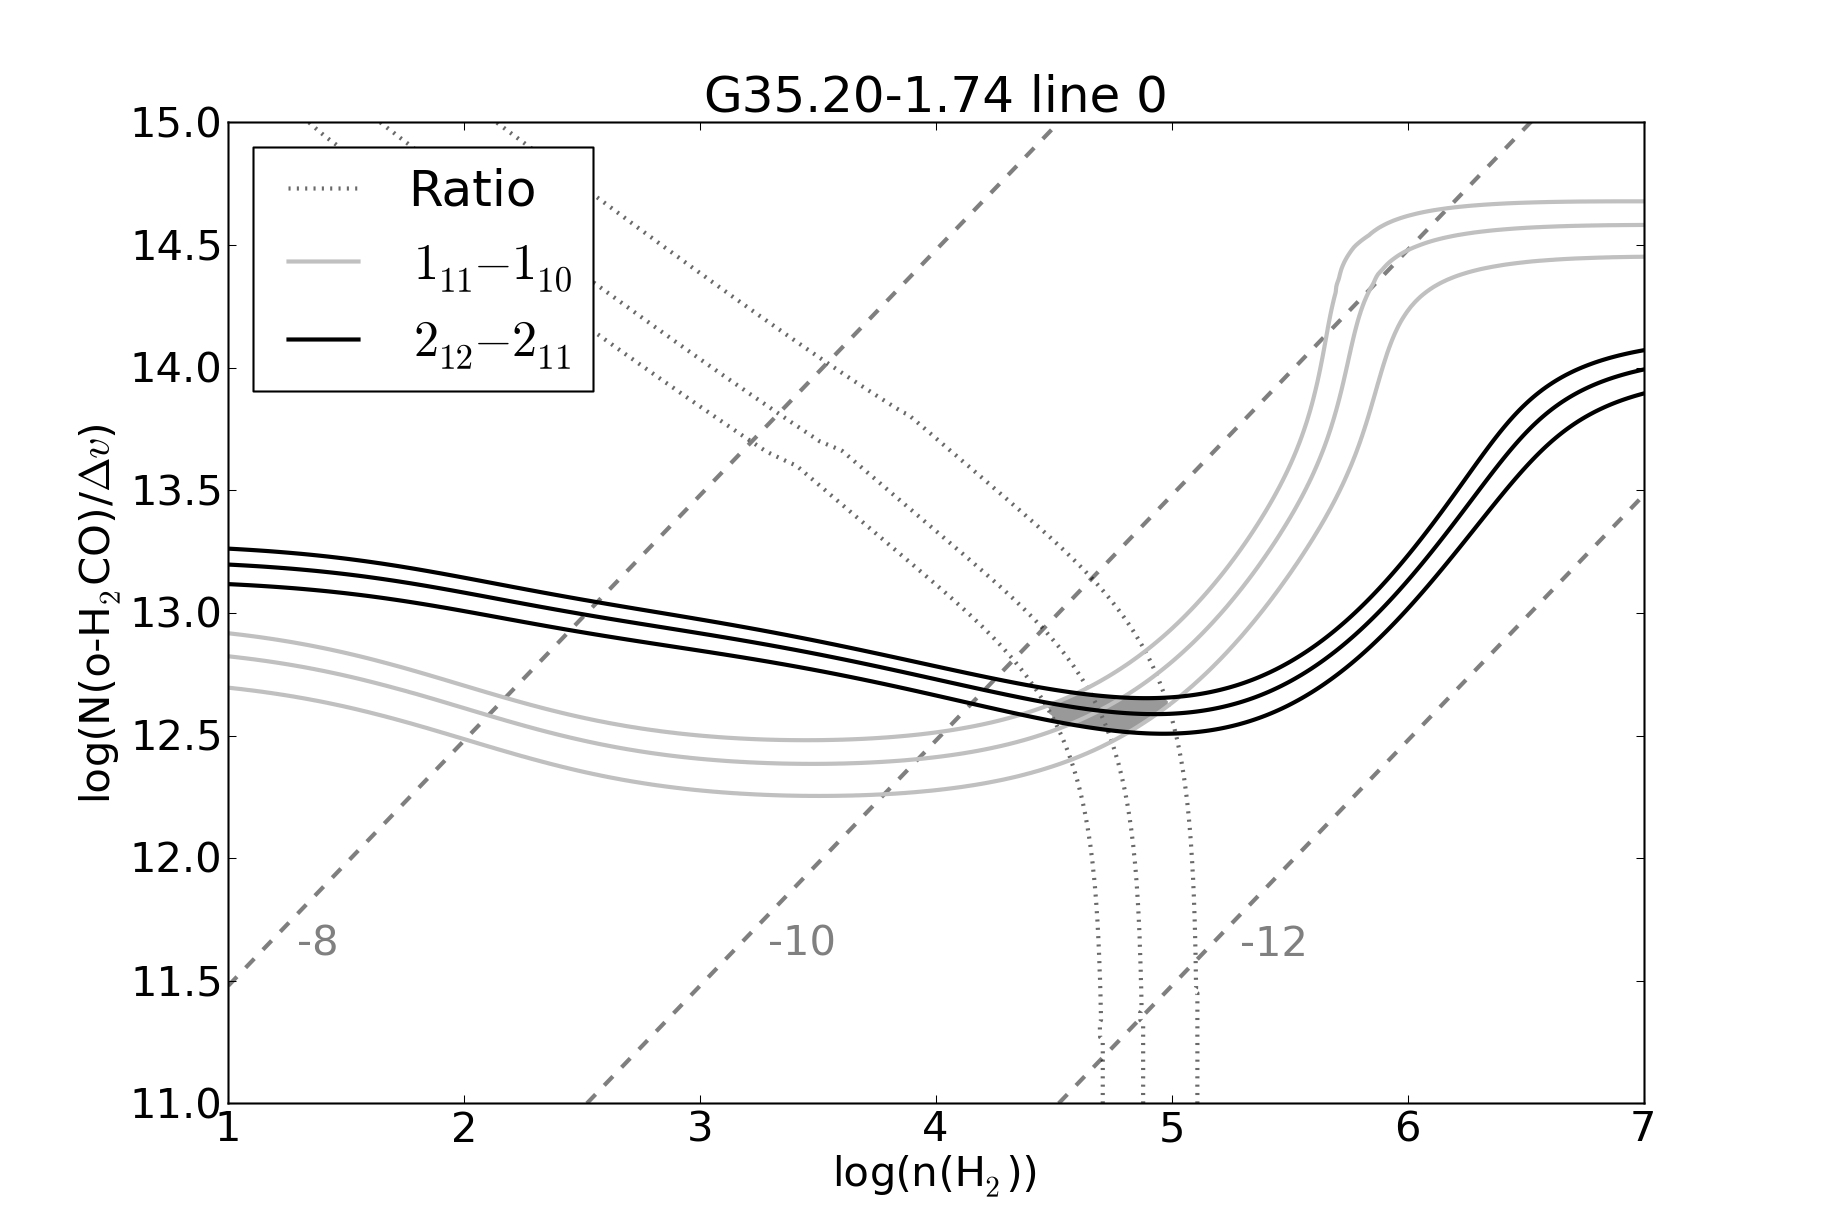 G35.20-1.74 line 0
15.0
14.5
14.0
13.5
13.0
12.5
12.0
11.5
11.0
log(N(o-H₂CO)/Δv)
Ratio
1₁₁−1₁₀
2₁₂−2₁₁
-8
-10
-12
1 2 3 4 5 6 7
log(n(H₂))